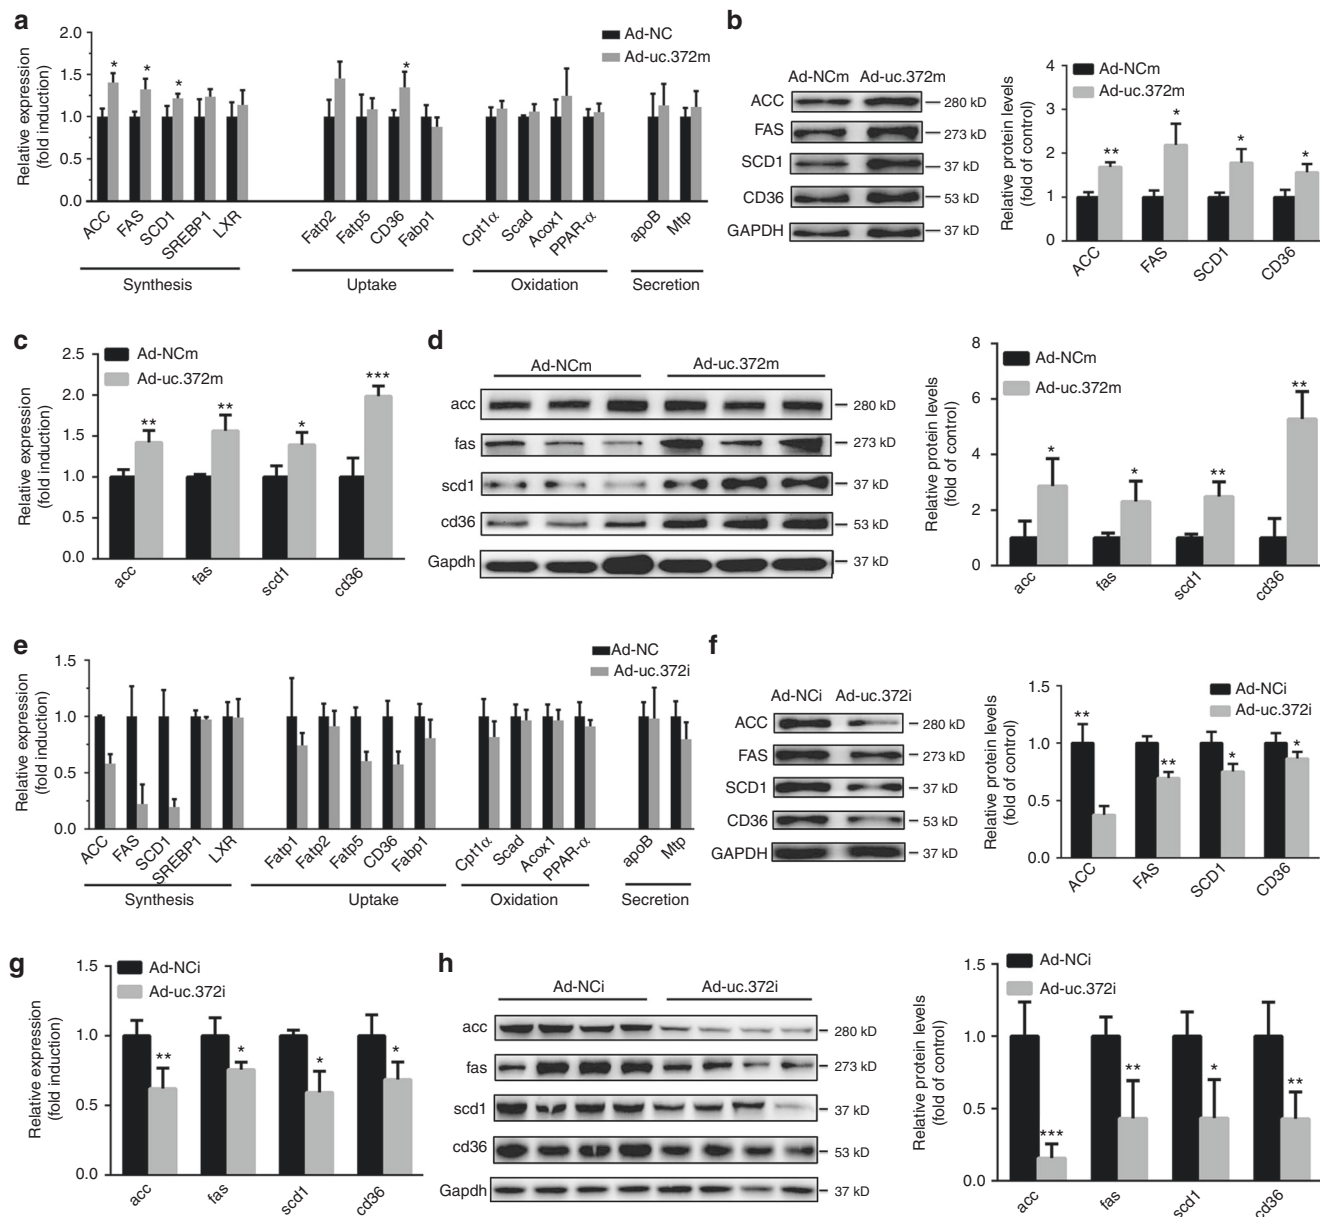 a
Relative expression
(fold induction)
2.0
1.5
1.0
0.5
0.0
Ad-NC
Ad-uc.372m
* * * *
ACC FAS SCD1 SREBP1 LXR Fatp2 Fatp5 CD36 Fabp1 Cpt1α Scad Acox1 PPAR-α apoB Mtp
Synthesis Uptake Oxidation Secretion
b
Ad-NCm Ad-uc.372m
ACC 280 kD
FAS 273 kD
SCD1 37 kD
CD36 53 kD
GAPDH 37 kD
Relative protein levels
(fold of control)
4
3
2
1
0
Ad-NCm
Ad-uc.372m
** * * *
ACC FAS SCD1 CD36
c
Relative expression
(fold induction)
2.5
2.0
1.5
1.0
0.5
0.0
Ad-NCm
Ad-uc.372m
** ** * ***
acc fas scd1 cd36
d
Ad-NCm Ad-uc.372m
acc 280 kD
fas 273 kD
scd1 37 kD
cd36 53 kD
Gapdh 37 kD
Relative protein levels
(fold of control)
8
6
4
2
0
Ad-NCm
Ad-uc.372m
* * ** **
acc fas scd1 cd36
e
Relative expression
(fold induction)
1.5
1.0
0.5
0.0
Ad-NC
Ad-uc.372i
ACC FAS SCD1 SREBP1 LXR Fatp1 Fatp2 Fatp5 CD36 Fabp1 Cpt1α Scad Acox1 PPAR-α apoB Mtp
Synthesis Uptake Oxidation Secretion
f
Ad-NCi Ad-uc.372i
ACC 280 kD
FAS 273 kD
SCD1 37 kD
CD36 53 kD
GAPDH 37 kD
Relative protein levels
(fold of control)
1.5
1.0
0.5
0.0
Ad-NCi
Ad-uc.372i
** ** * *
ACC FAS SCD1 CD36
g
Relative expression
(fold induction)
1.5
1.0
0.5
0.0
Ad-NCi
Ad-uc.372i
** * * *
acc fas scd1 cd36
h
Ad-NCi Ad-uc.372i
acc 280 kD
fas 273 kD
scd1 37 kD
cd36 53 kD
Gapdh 37 kD
Relative protein levels
(fold of control)
1.5
1.0
0.5
0.0
Ad-NCi
Ad-uc.372i
*** ** * **
acc fas scd1 cd36